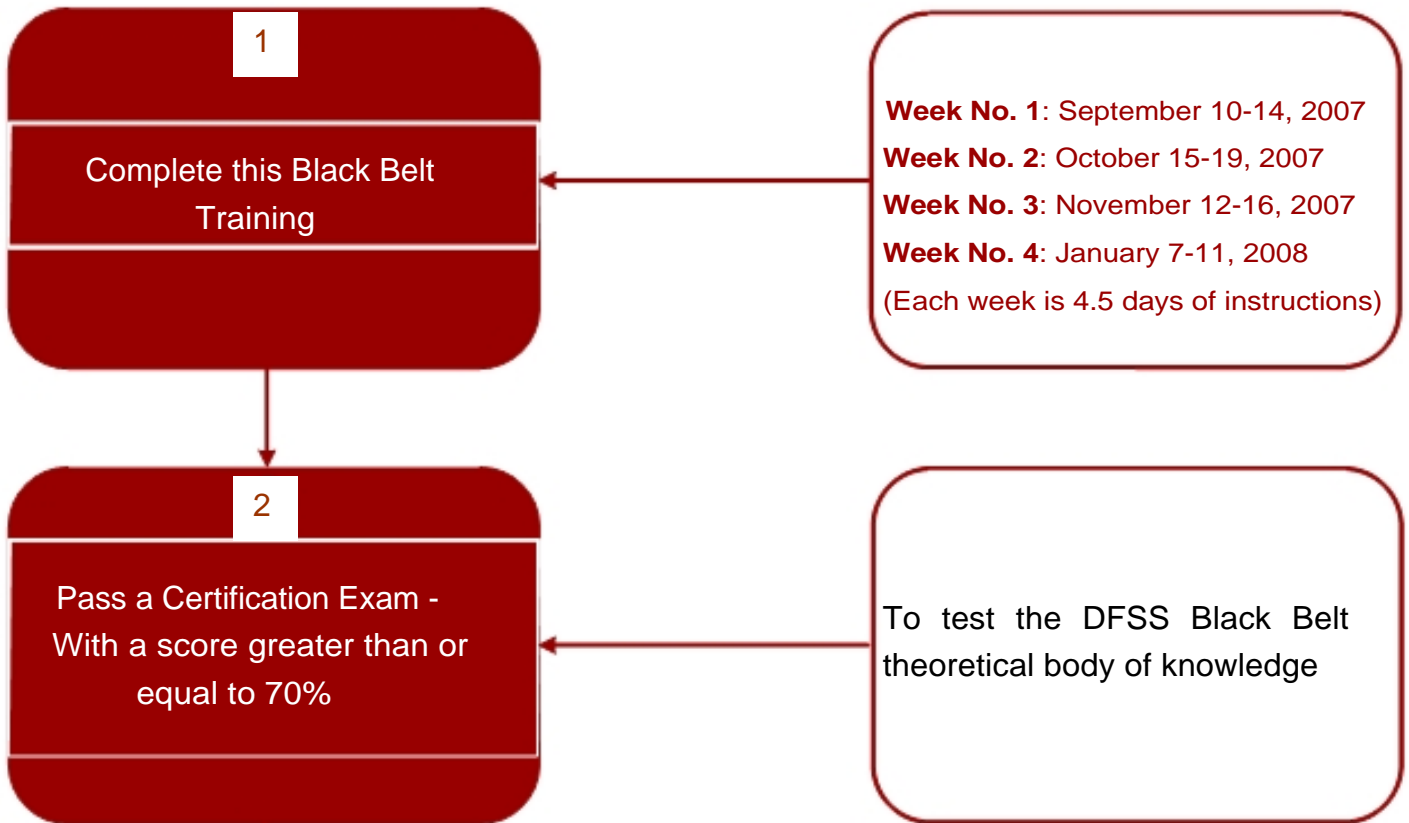 1
Complete this Black Belt
Training
Week No. 1: September 10-14, 2007
Week No. 2: October 15-19, 2007
Week No. 3: November 12-16, 2007
Week No. 4: January 7-11, 2008
(Each week is 4.5 days of instructions)
2
Pass a Certification Exam -
With a score greater than or
equal to 70%
To test the DFSS Black Belt
theoretical body of knowledge